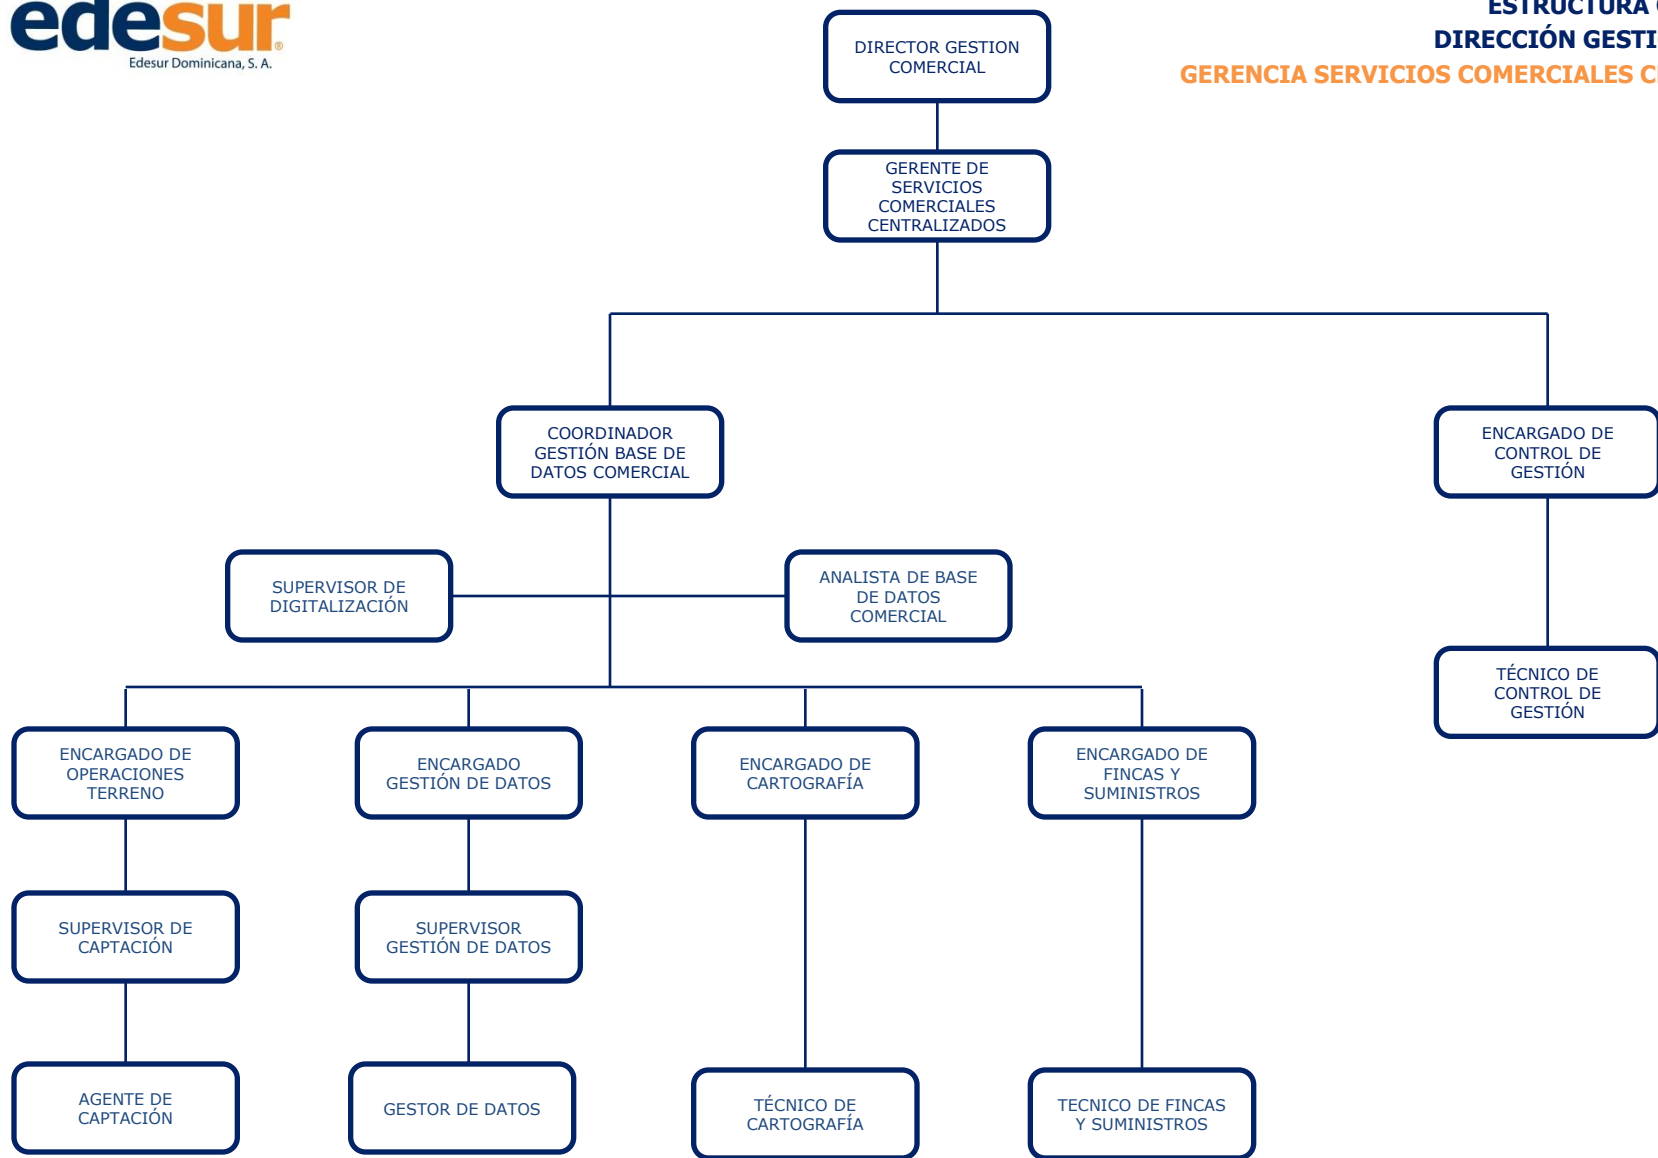 edesur
Edesur Dominicana, S. A.
ESTRUCTURA
DIRECCIÓN
GERENCIA SERVICIOS COMERCIALES
DIRECTOR GESTION
COMERCIAL
GERENTE DE
SERVICIOS
COMERCIALES
CENTRALIZADOS
COORDINADOR
GESTIÓN BASE DE
DATOS COMERCIAL
ENCARGADO DE
CONTROL DE
GESTIÓN
SUPERVISOR DE
DIGITALIZACIÓN
ANALISTA DE BASE
DE DATOS
COMERCIAL
TÉCNICO DE
CONTROL DE
GESTIÓN
ENCARGADO DE
OPERACIONES
TERRENO
ENCARGADO
GESTIÓN DE DATOS
ENCARGADO DE
CARTOGRAFÍA
ENCARGADO DE
FINCAS Y
SUMINISTROS
SUPERVISOR DE
CAPTACIÓN
SUPERVISOR
GESTIÓN DE DATOS
AGENTE DE
CAPTACIÓN
GESTOR DE DATOS
TÉCNICO DE
CARTOGRAFÍA
TECNICO DE FINCAS
Y SUMINISTROS